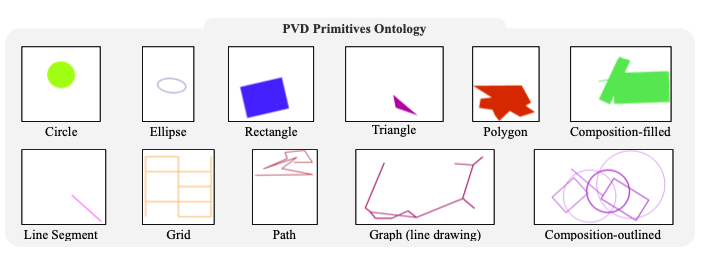 PVD Primitives Ontology
Circle
Ellipse
Rectangle
Triangle
Polygon
Composition-filled
Line Segment
Grid
Path
Graph (line drawing)
Composition-outlined